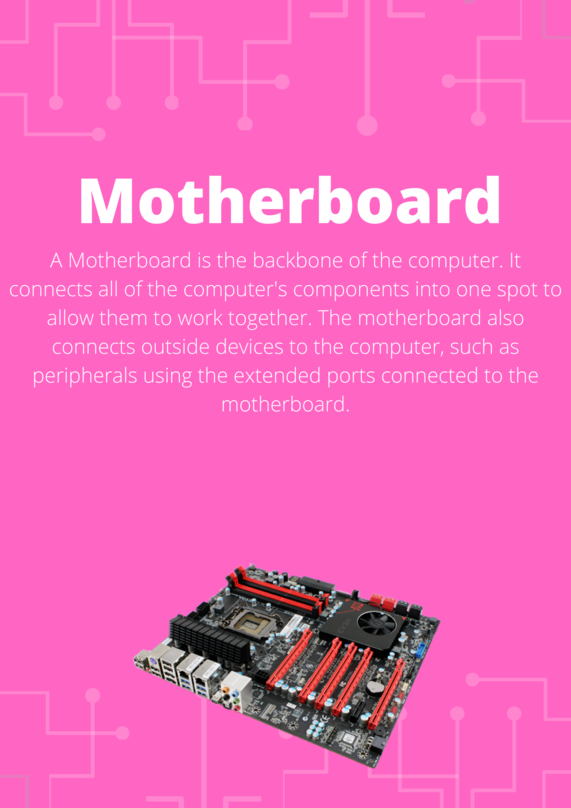 Motherboard
A Motherboard is the backbone of the computer. It
connects all of the computer's components into one spot to
allow them to work together. The motherboard also
connects outside devices to the computer, such as
peripherals using the extended ports connected to the
motherboard.